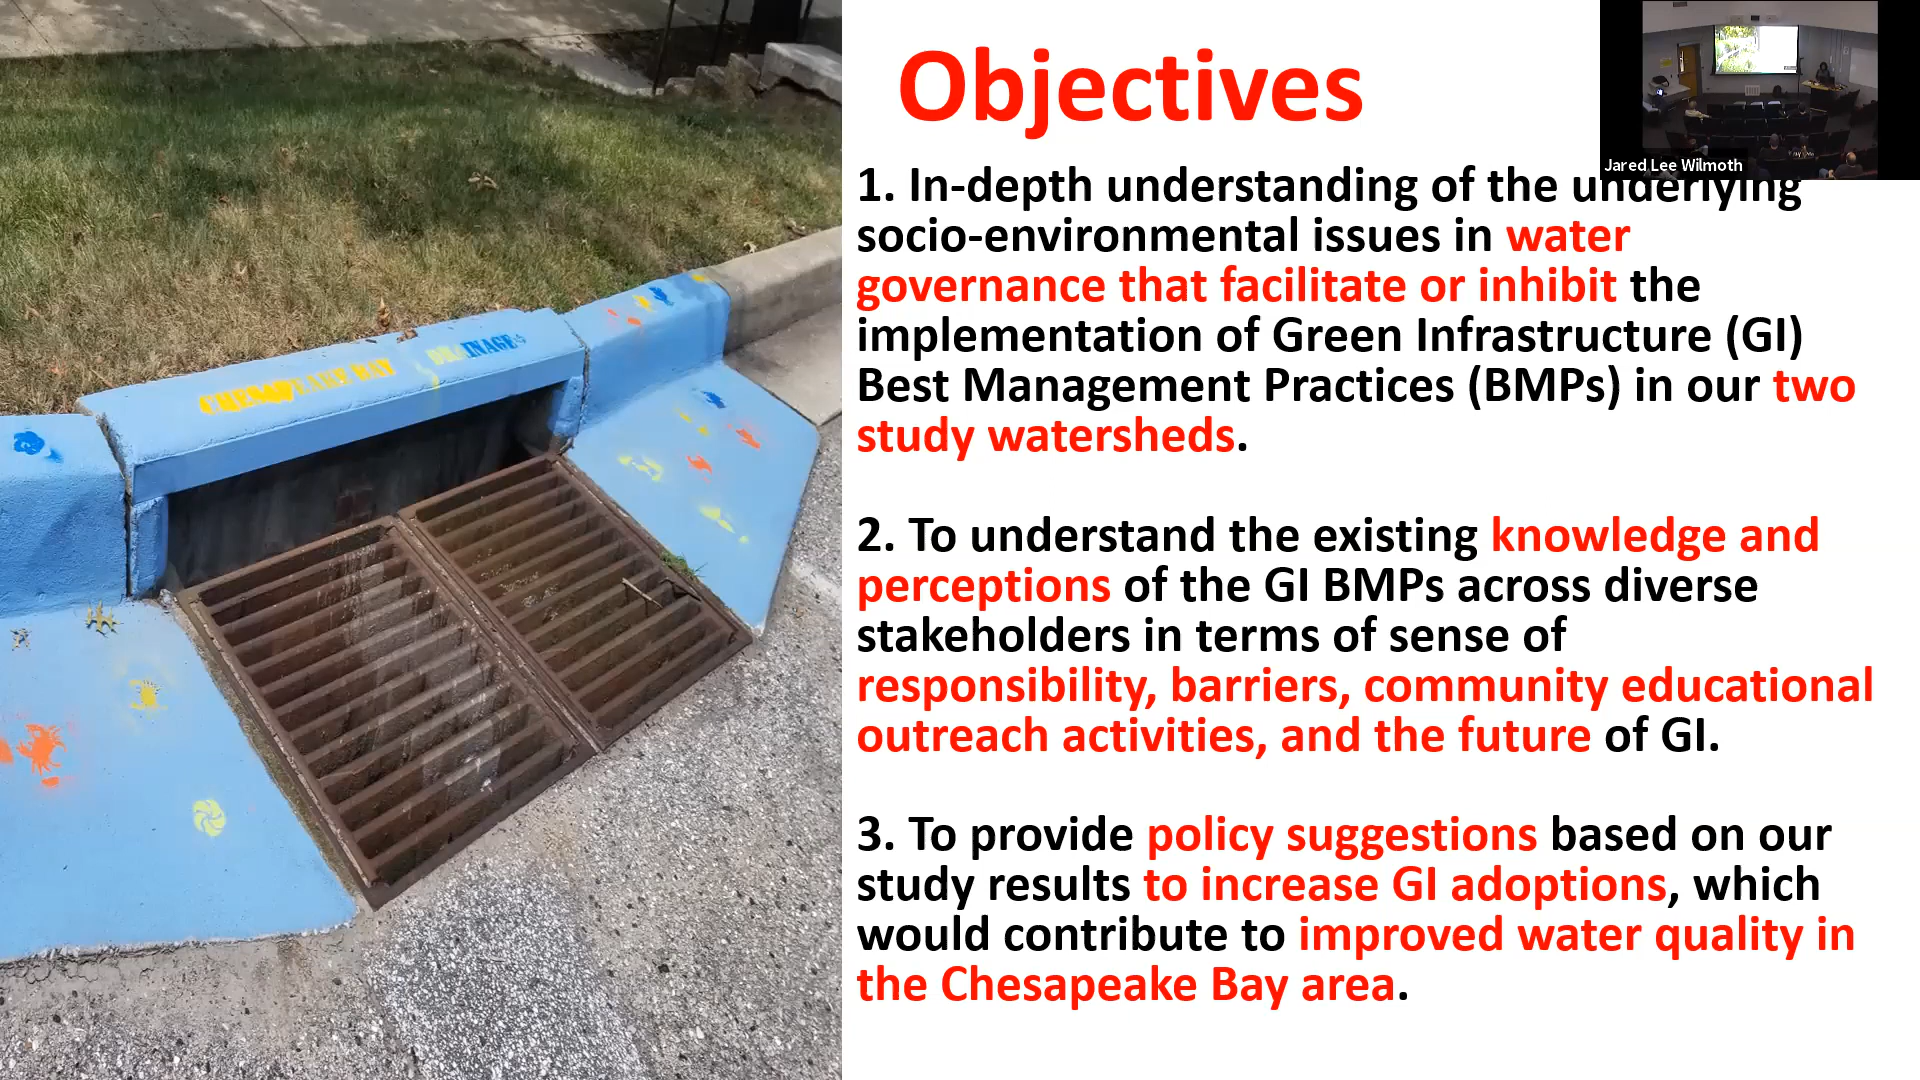 Objectives
Jared Lee Wilmoth
1. In-depth understanding of the underlying
socio-environmental issues in water
governance that facilitate or inhibit the
implementation of Green Infrastructure (GI)
Best Management Practices (BMPs) in our two
study watersheds.
2. To understand the existing knowledge and
perceptions of the GI BMPs across diverse
stakeholders in terms of sense of
responsibility, barriers, community educational
outreach activities, and the future of GI.
3. To provide policy suggestions based on our
study results to increase GI adoptions, which
would contribute to improved water quality in
the Chesapeake Bay area.
CHESAPEAKE BAY DRAINAGE